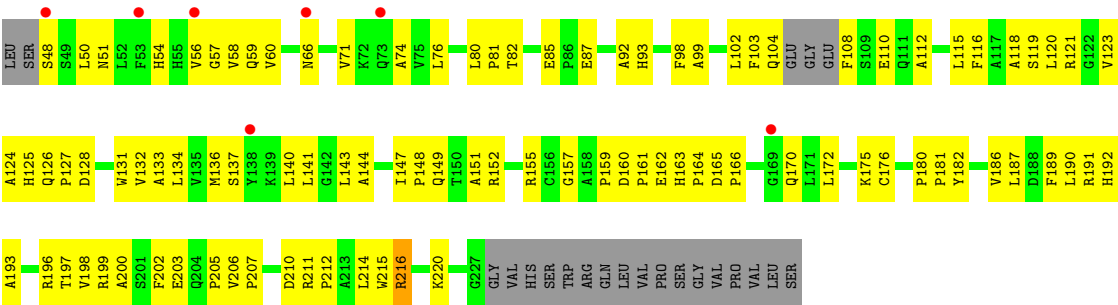 LEU SER S48 S49 L50 N51 L52 F53 H54 H55 V56 G57 V58 Q59 V60 N66 V71 K72 Q73 A74 V75 L76 L80 P81 T82 E85 P86 E87 A92 H93 F98 A99 L102 F103 Q104 GLU GLY GLU F108 S109 E110 Q111 A112 L115 F116 A117 A118 S119 L120 R121 G122 V123
A124 H125 Q126 P127 D128 W131 V132 A133 L134 V135 M136 S137 Y138 K139 L140 L141 G142 L143 A144 I147 P148 Q149 T150 A151 R152 R155 C156 G157 A158 P159 D160 P161 E162 H163 P164 D165 P166 G169 Q170 L171 L172 K175 C176 P180 P181 Y182 V186 L187 D188 F189 L190 R191 H192
A193 R196 T197 V198 R199 A200 S201 F202 E203 Q204 P205 V206 P207 D210 R211 P212 A213 L214 W215 R216 K220 G227 GLY VAL HIS SER TRP ARG GLN LEU VAL PRO SER GLY VAL PRO VAL LEU SER